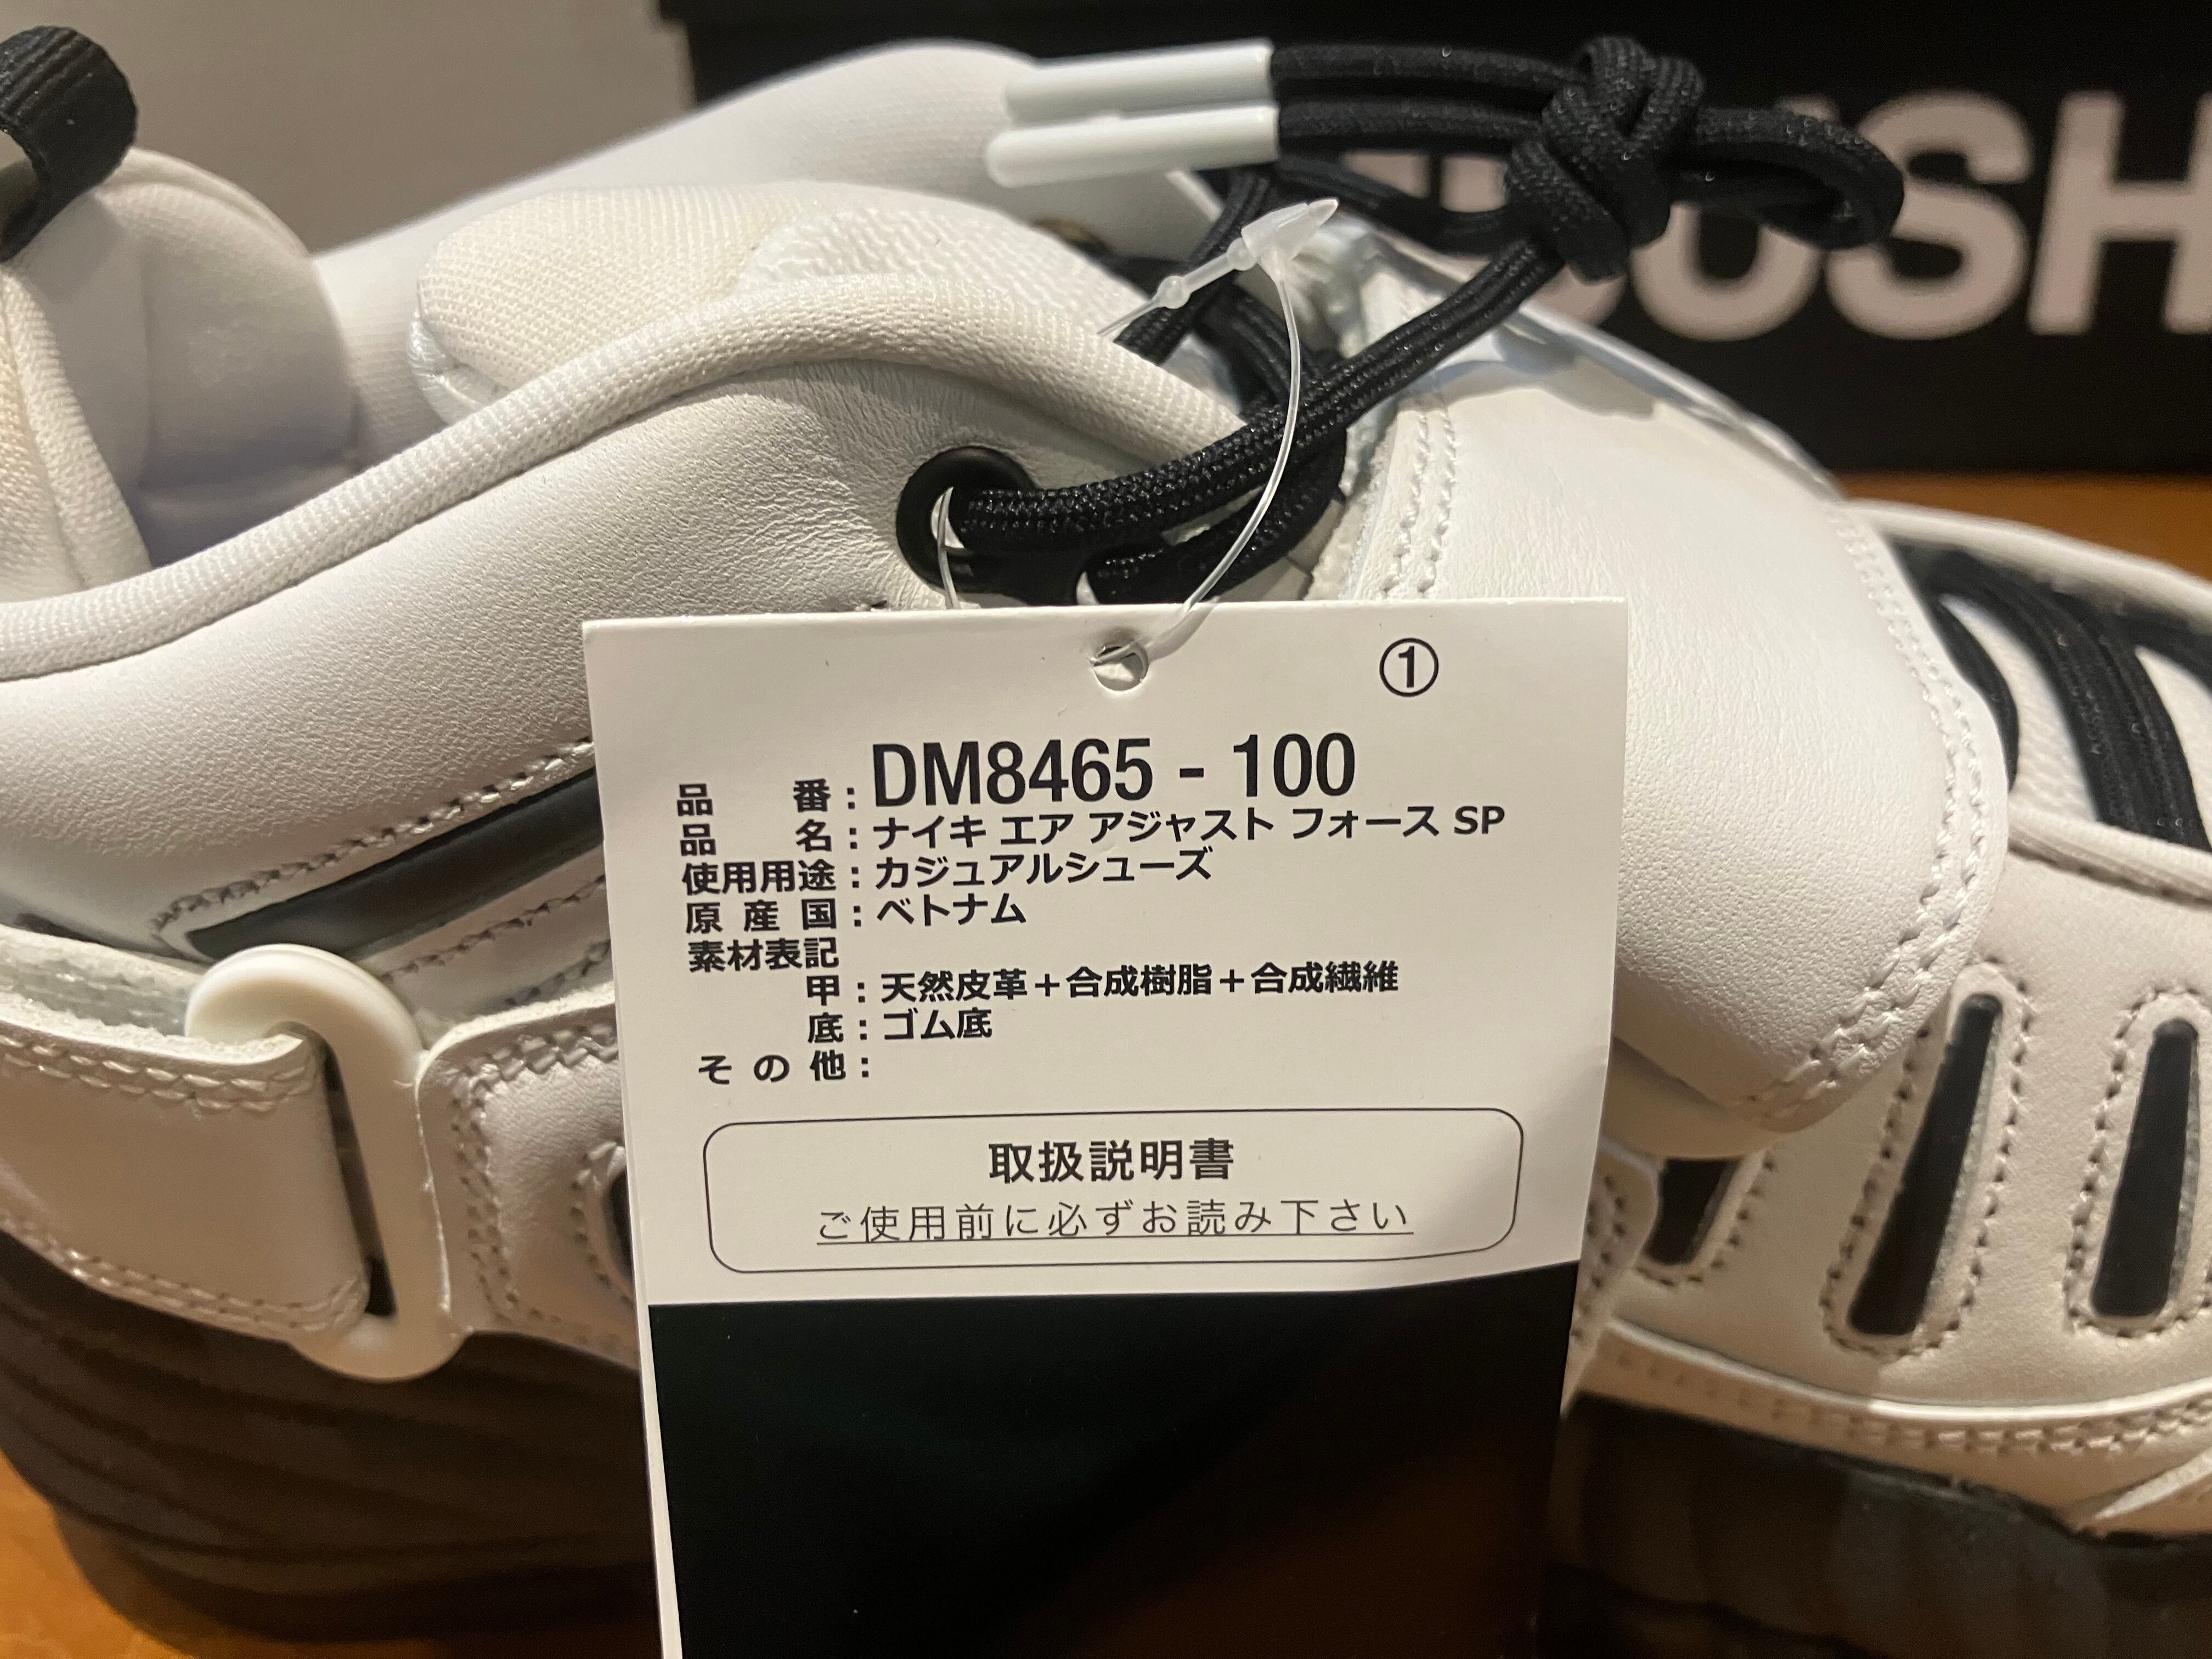 USH
①
品番：DM8465 - 100
品名：ナイキ エア アジャスト フォース SP
使用用途：カジュアルシューズ
原産国：ベトナム
素材表記
甲：天然皮革＋合成樹脂＋合成繊維
底：ゴム底
その他：
取扱説明書
ご使用前に必ずお読み下さい